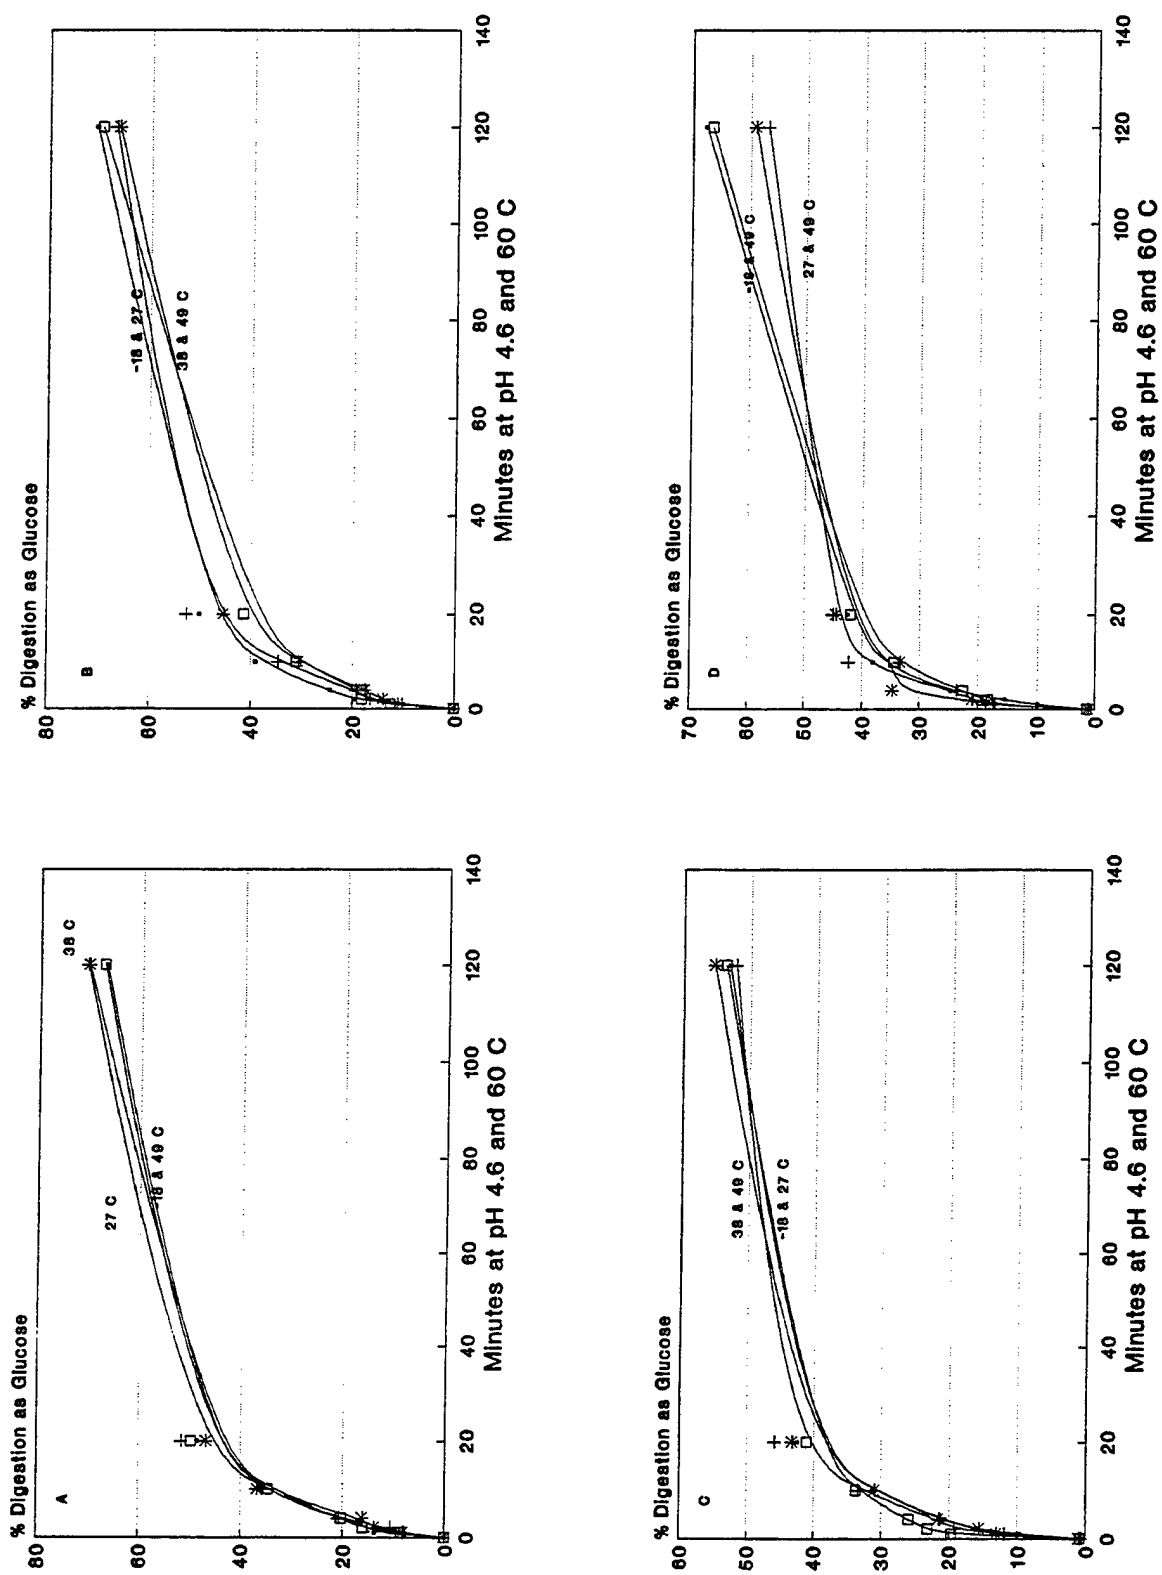 % Digestion as Glucose
80
A
38 C
27 C
18 & 49 C
60
40
20
0
0 20 40 60 80 100 120 140
Minutes at pH 4.6 and 60 C
% Digestion as Glucose
80
B
-18 & 27 C
38 & 49 C
60
40
20
0
0 20 40 60 80 100 120 140
Minutes at pH 4.6 and 60 C
% Digestion as Glucose
60
C
38 & 49 C
-18 & 27 C
50
40
30
20
10
0
0 20 40 60 80 100 120 140
Minutes at pH 4.6 and 60 C
% Digestion as Glucose
70
D
-18 & 49 C
27 & 49 C
60
50
40
30
20
10
0
0 20 40 60 80 100 120 140
Minutes at pH 4.6 and 60 C